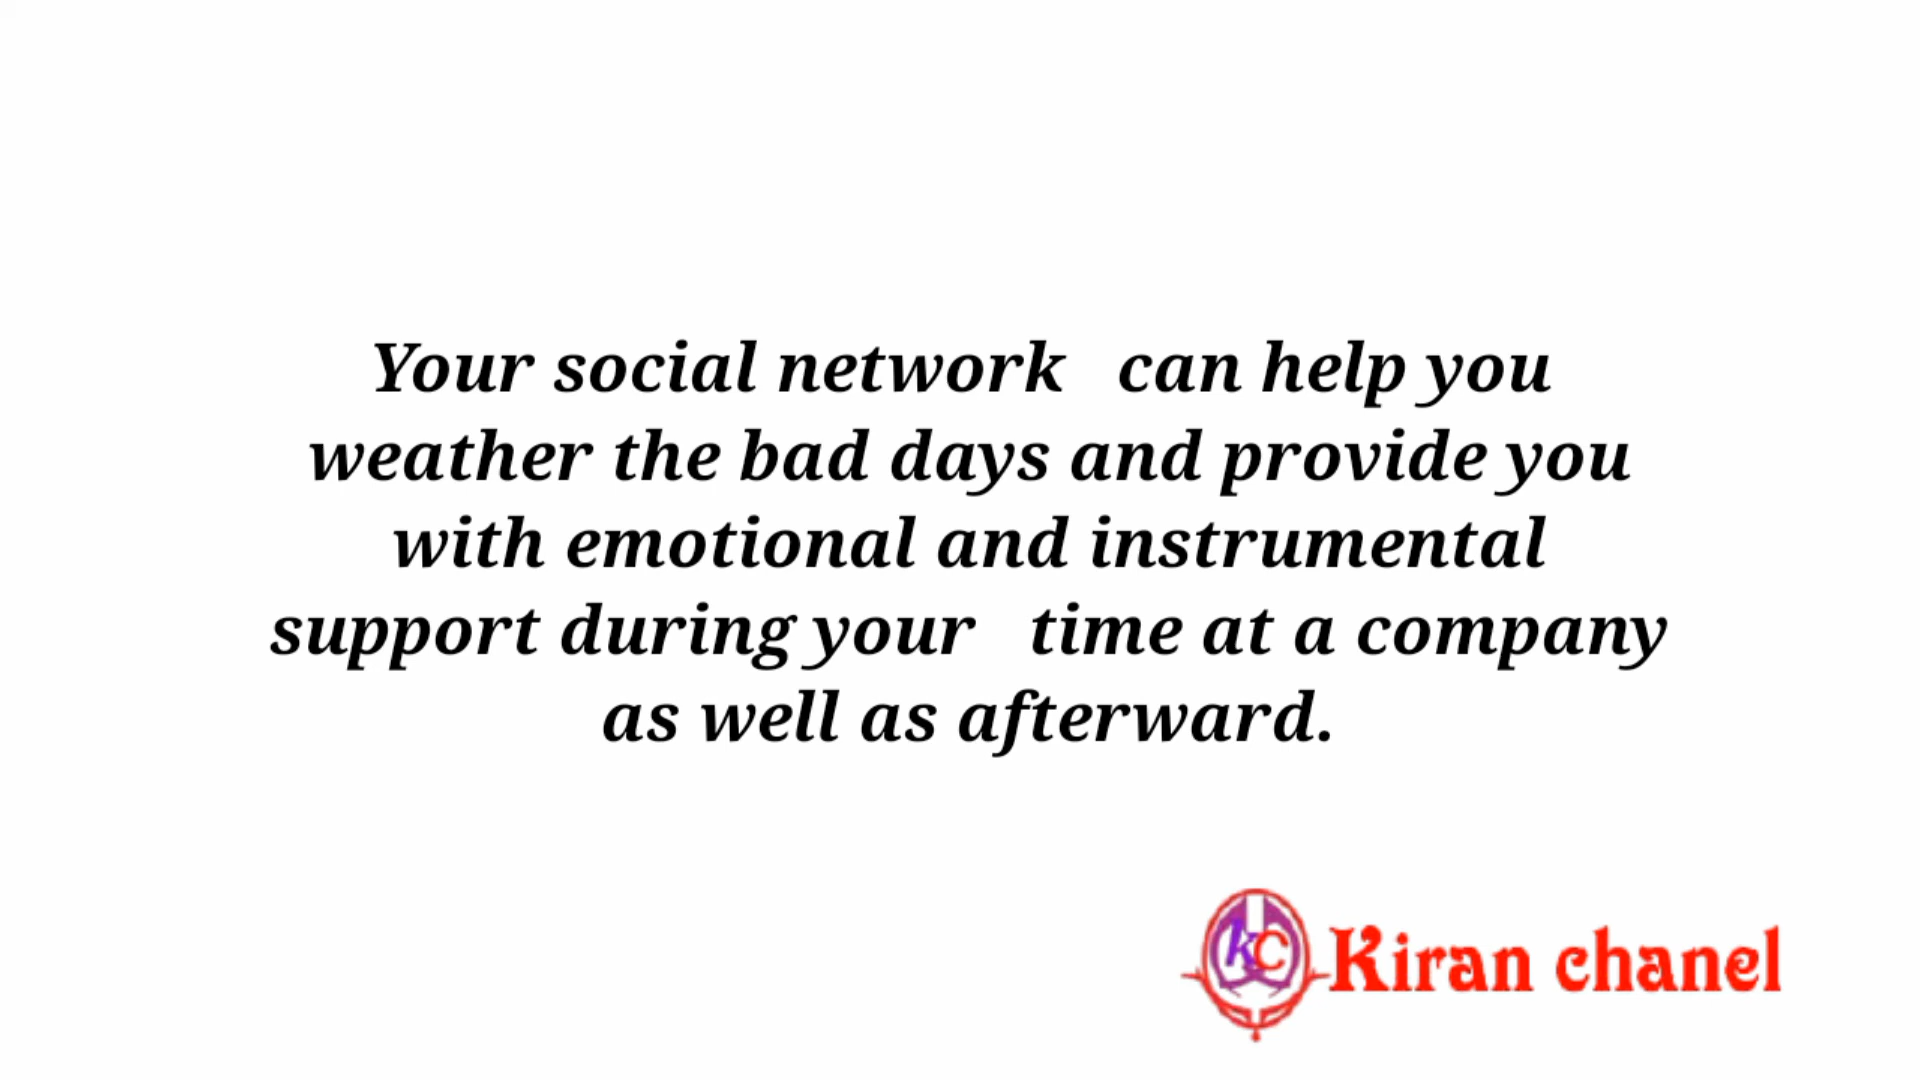 Your social network can help you
weather the bad days and provide you
with emotional and instrumental
support during your time at a company
as well as afterward.
kc
Kiran chanel